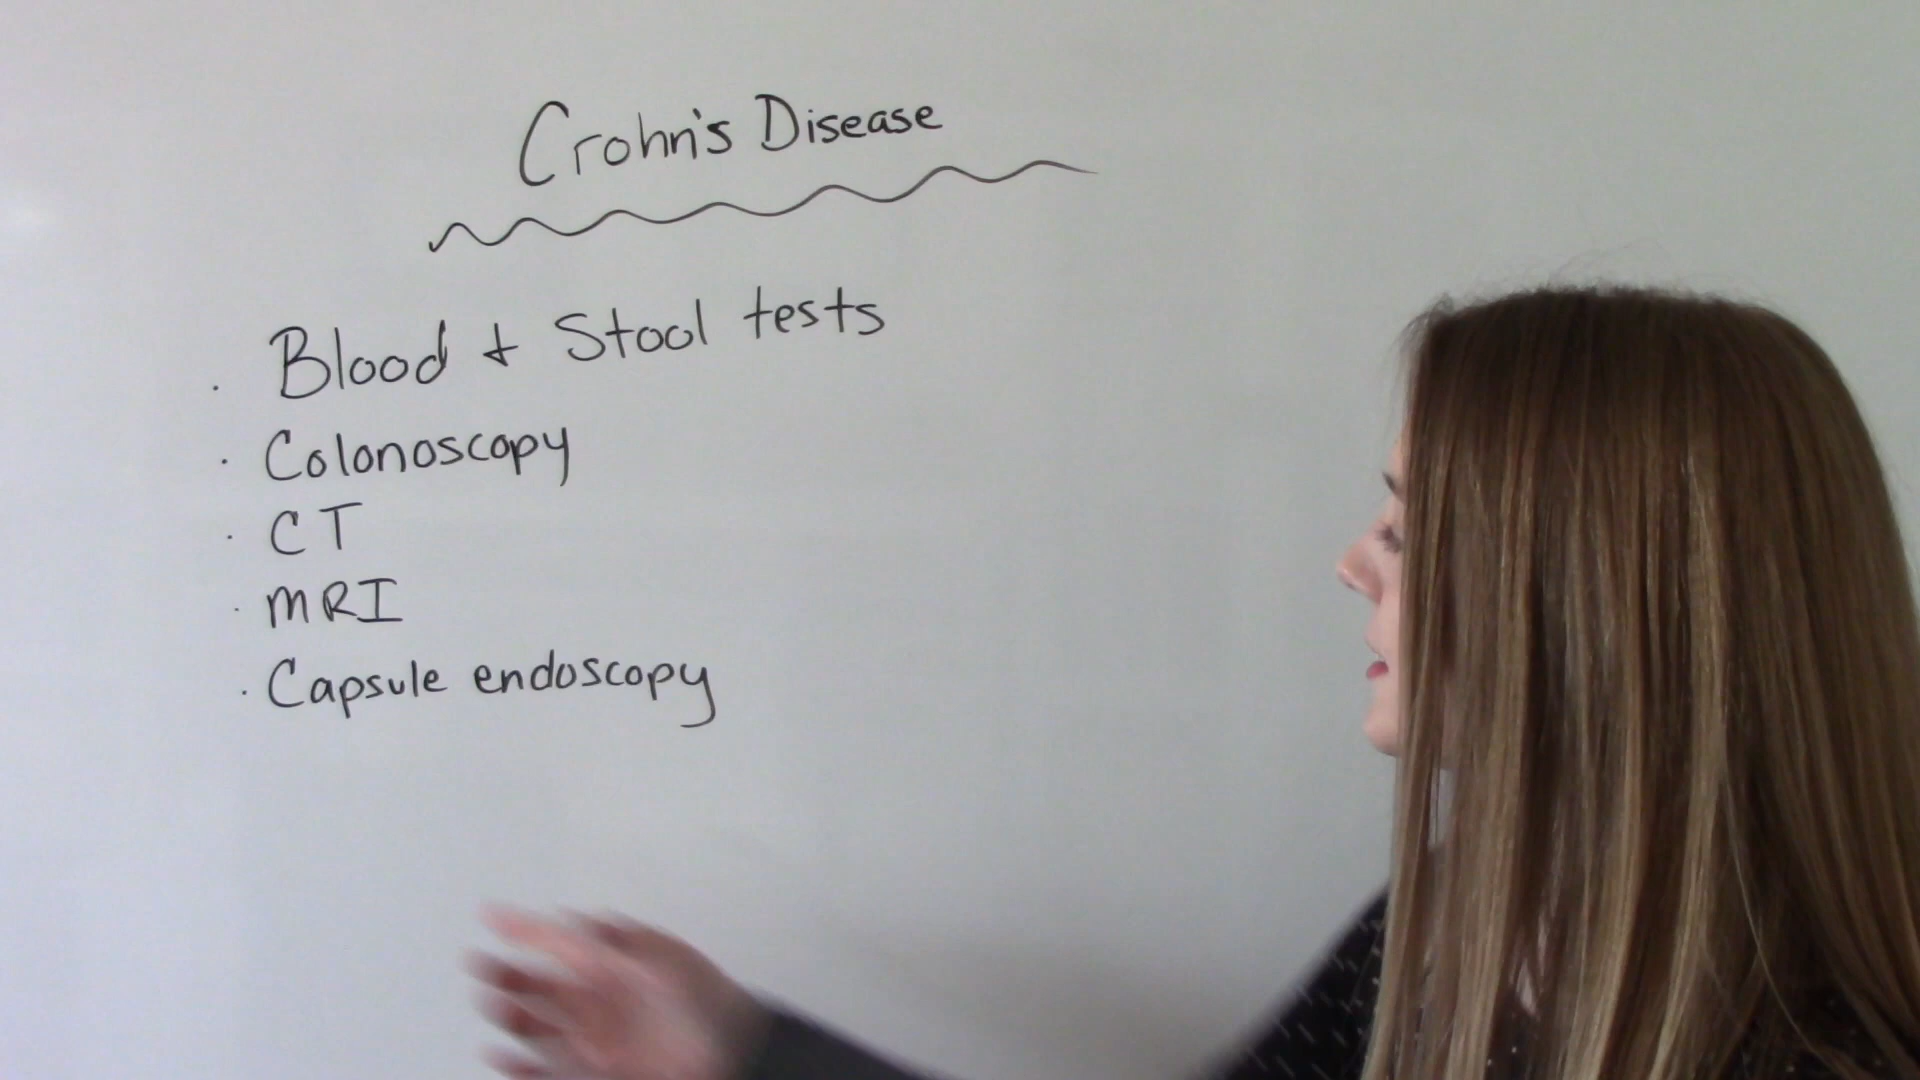 Crohn's Disease
· Blood + Stool tests
· Colonoscopy
· CT
· MRI
· Capsule endoscopy